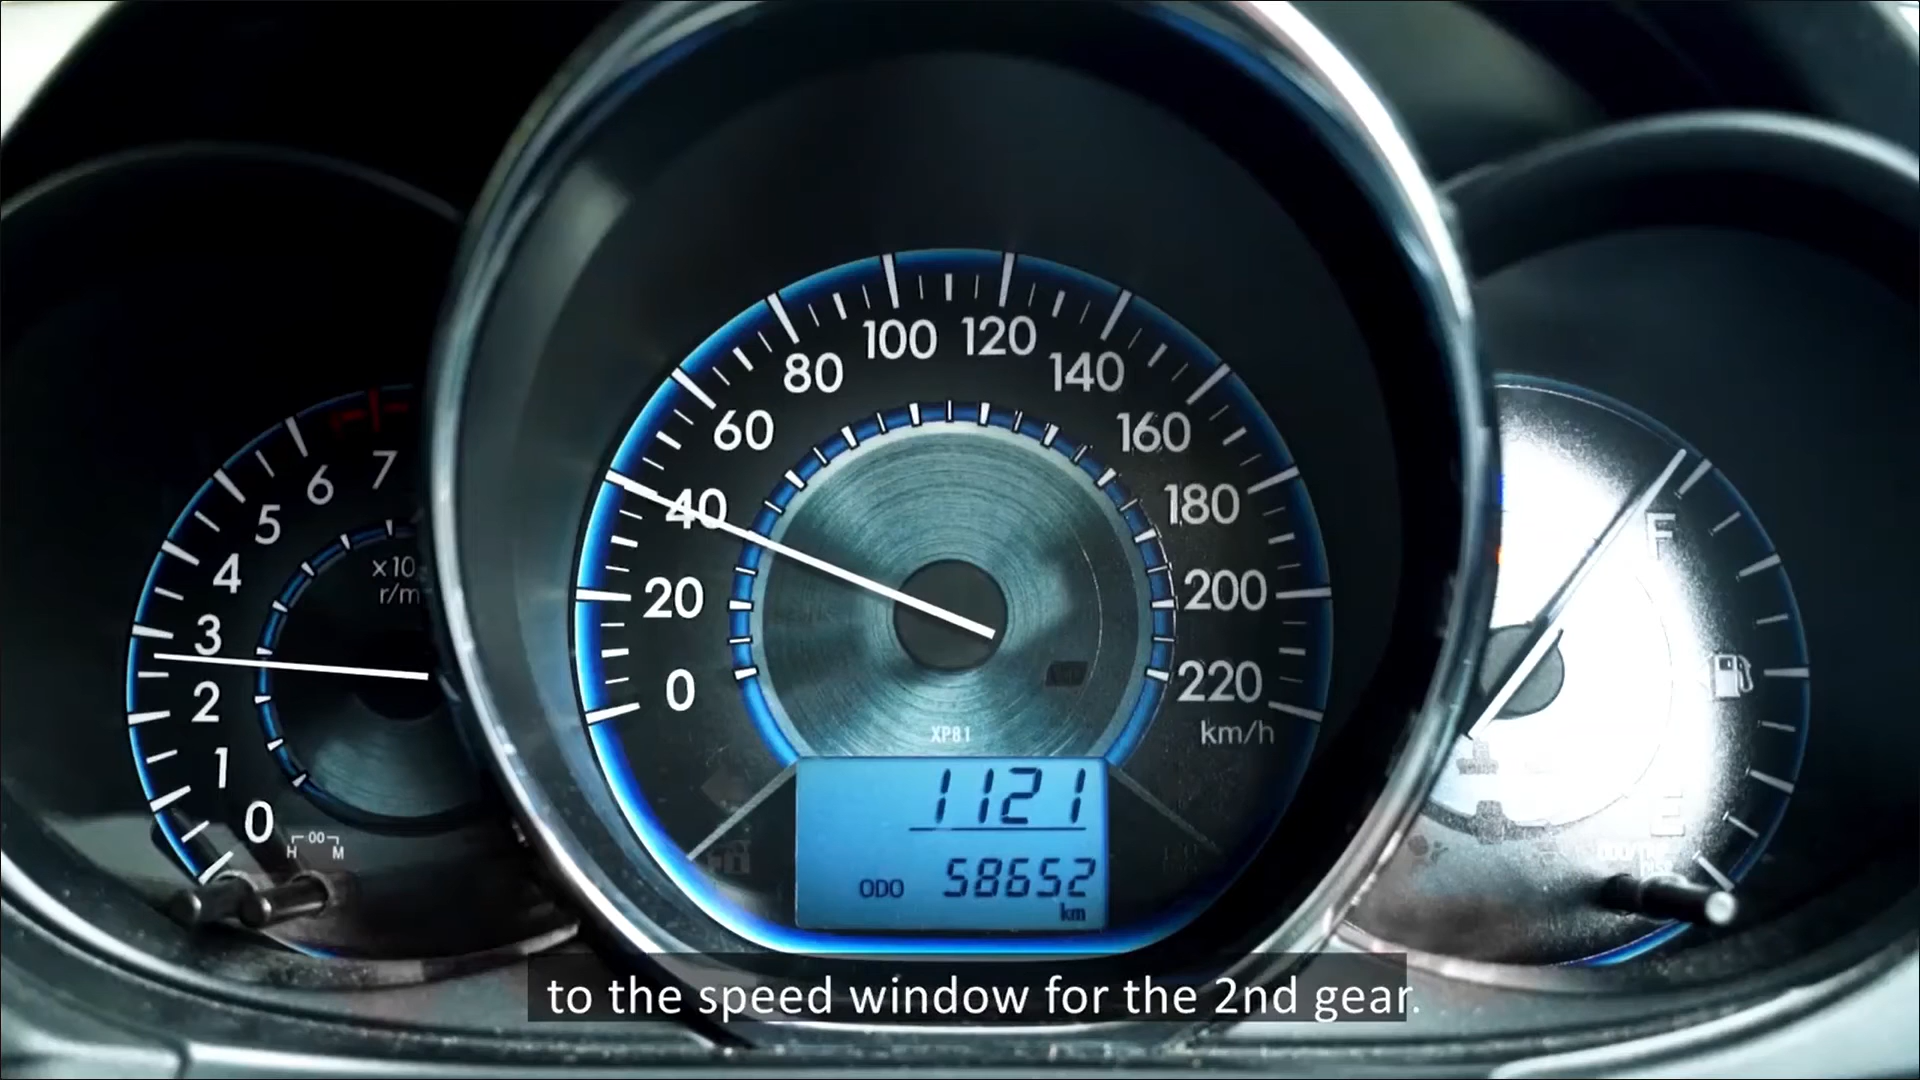 100 120
80
140
60
160
40
180
20
200
0
220
km/h
7
6
5
4
3
2
1
0
r/m
H
00
M
F
E
XP81
1121
ODO 58652
km
to the speed window for the 2nd gear.